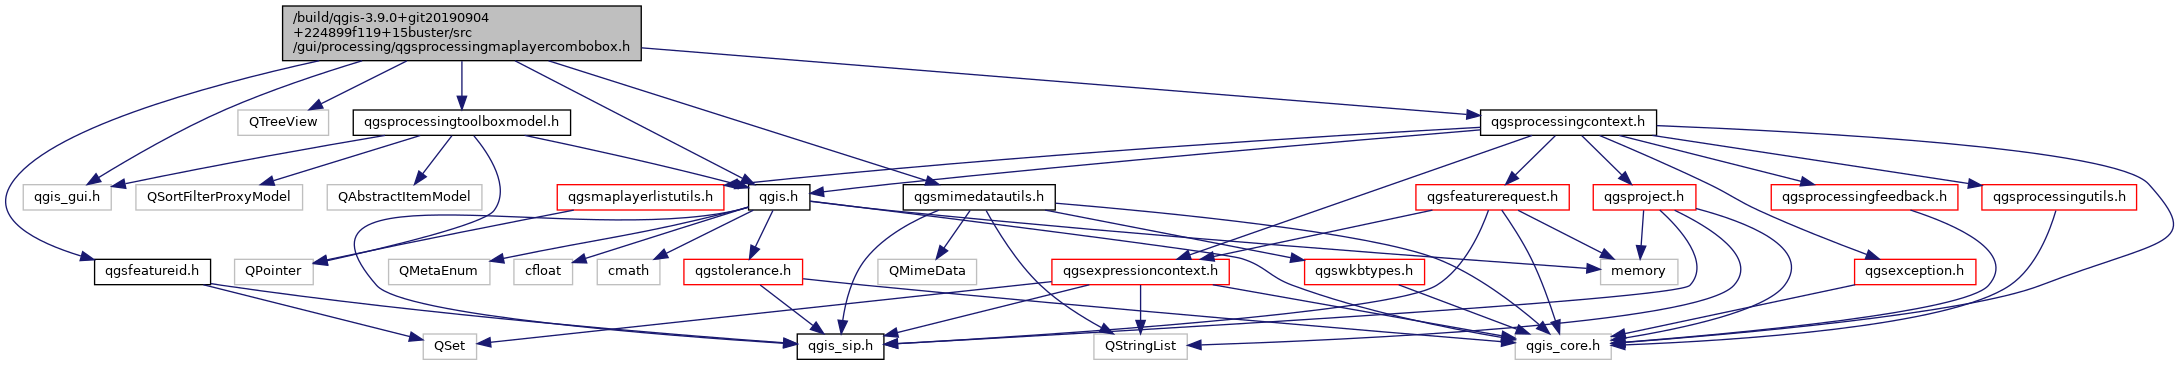 /build/qgis-3.9.0+git20190904
+224899f119+15buster/src
/gui/processing/qgsprocessingmaplayercombobox.h
QTreeView
qgsprocessingtoolboxmodel.h
qgsprocessingcontext.h
qgis_gui.h
QSortFilterProxyModel
QAbstractItemModel
qgsmaplayerlistutils.h
qgis.h
qgsmimedatautils.h
qgsfeaturerequest.h
qgsproject.h
qgsprocessingfeedback.h
qgsprocessingutils.h
qgsfeatureid.h
QPointer
QMetaEnum
cfloat
cmath
qgstolerance.h
QMimeData
qgsexpressioncontext.h
qgswkbtypes.h
memory
qgsexception.h
QSet
qgis_sip.h
QStringList
qgis_core.h